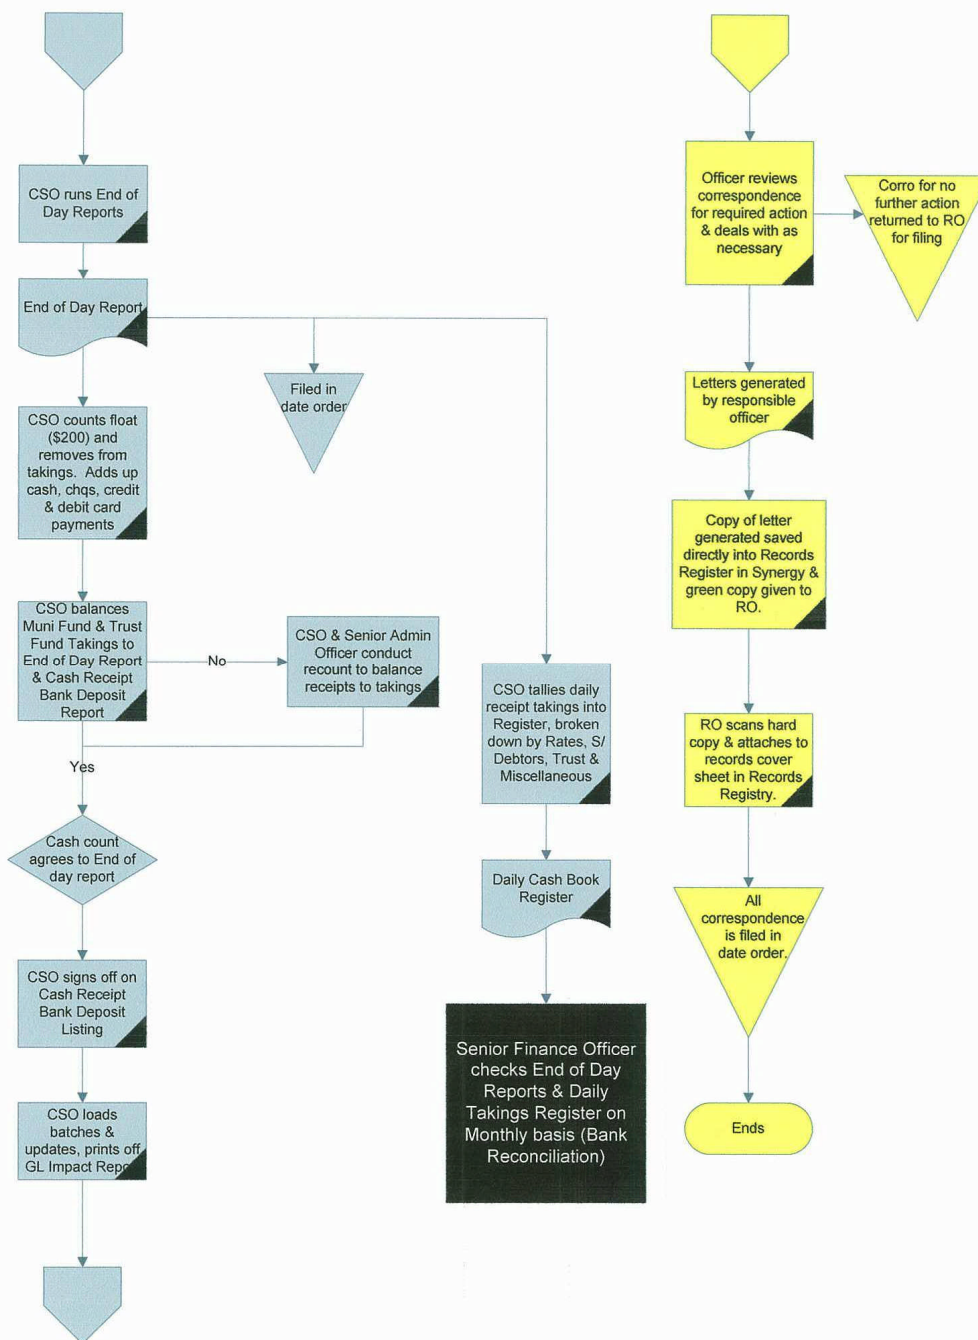 CSO runs End of
Day Reports
End of Day Report
Filed in
date order
CSO counts float
($200) and
removes from
takings. Adds up
cash, chqs, credit
& debit card
payments
CSO balances
Muni Fund & Trust
Fund Takings to
End of Day Report
& Cash Receipt
Bank Deposit
Report
No
CSO & Senior Admin
Officer conduct
recount to balance
receipts to takings
Yes
Cash count
agrees to End of
day report
CSO signs off on
Cash Receipt
Bank Deposit
Listing
CSO loads
batches &
updates, prints off
GL Impact Report
CSO tallies daily
receipt takings into
Register, broken
down by Rates, S/
Debtors, Trust &
Miscellaneous
Daily Cash Book
Register
Senior Finance Officer
checks End of Day
Reports & Daily
Takings Register on
Monthly basis (Bank
Reconciliation)
Officer reviews
correspondence
for required action
& deals with as
necessary
Corro for no
further action
returned to RO
for filing
Letters generated
by responsible
officer
Copy of letter
generated saved
directly into Records
Register in Synergy &
green copy given to
RO.
RO scans hard
copy & attaches to
records cover
sheet in Records
Registry.
All
correspondence
is filed in
date order.
Ends